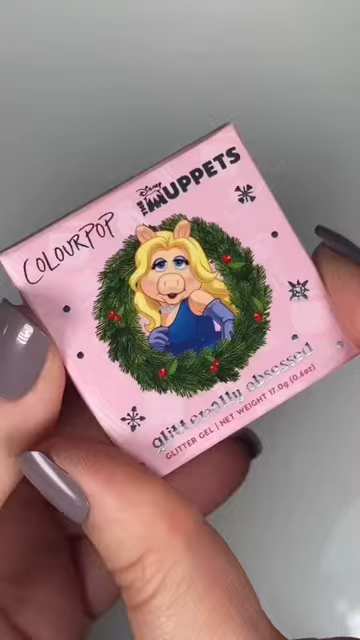 COLOURPOP
Disney
THE MUPPETS
glitterally obsessed
GLITTER GEL | NET WEIGHT 17.0g (0.6oz)